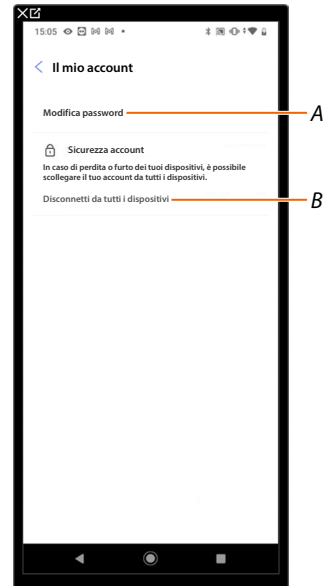 15:05
Il mio account
Modifica password
A
Sicurezza account
In caso di perdita o furto dei tuoi dispositivi, è possibile
scollegare il tuo account da tutti i dispositivi.
Disconnetti da tutti i dispositivi
B